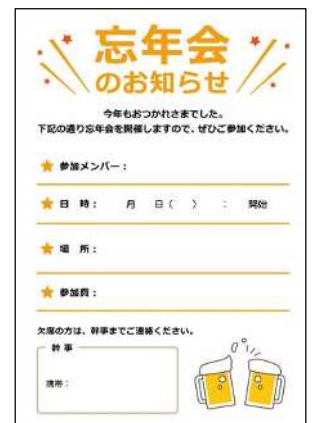 忘年会
のお知らせ
今年もおつかれさまでした。
下記の通り忘年会を開催しますので、ぜひご参加ください。
参加メンバー：
日　時：　月　日（　）　：　開始
場　所：
参加費：
欠席の方は、幹事までご連絡ください。
幹事
携帯：